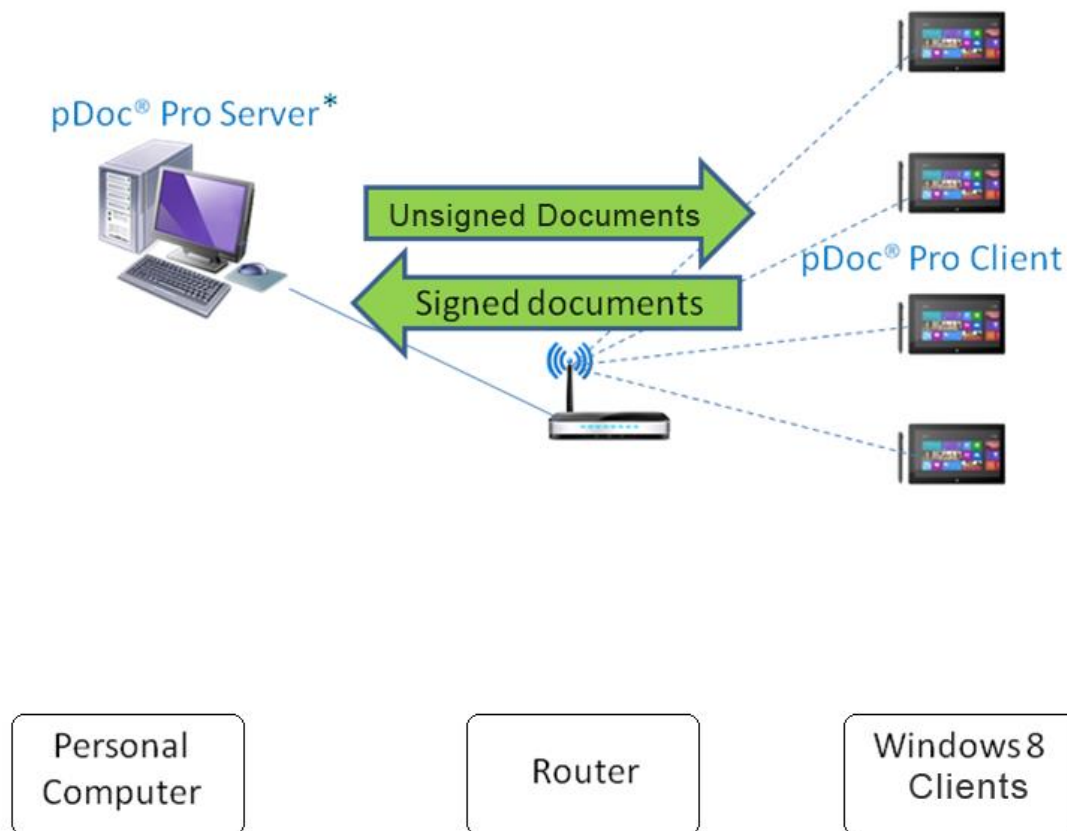 pDoc® Pro Server*
Unsigned Documents
pDoc® Pro Client
Signed documents
Personal
Computer
Router
Windows 8
Clients